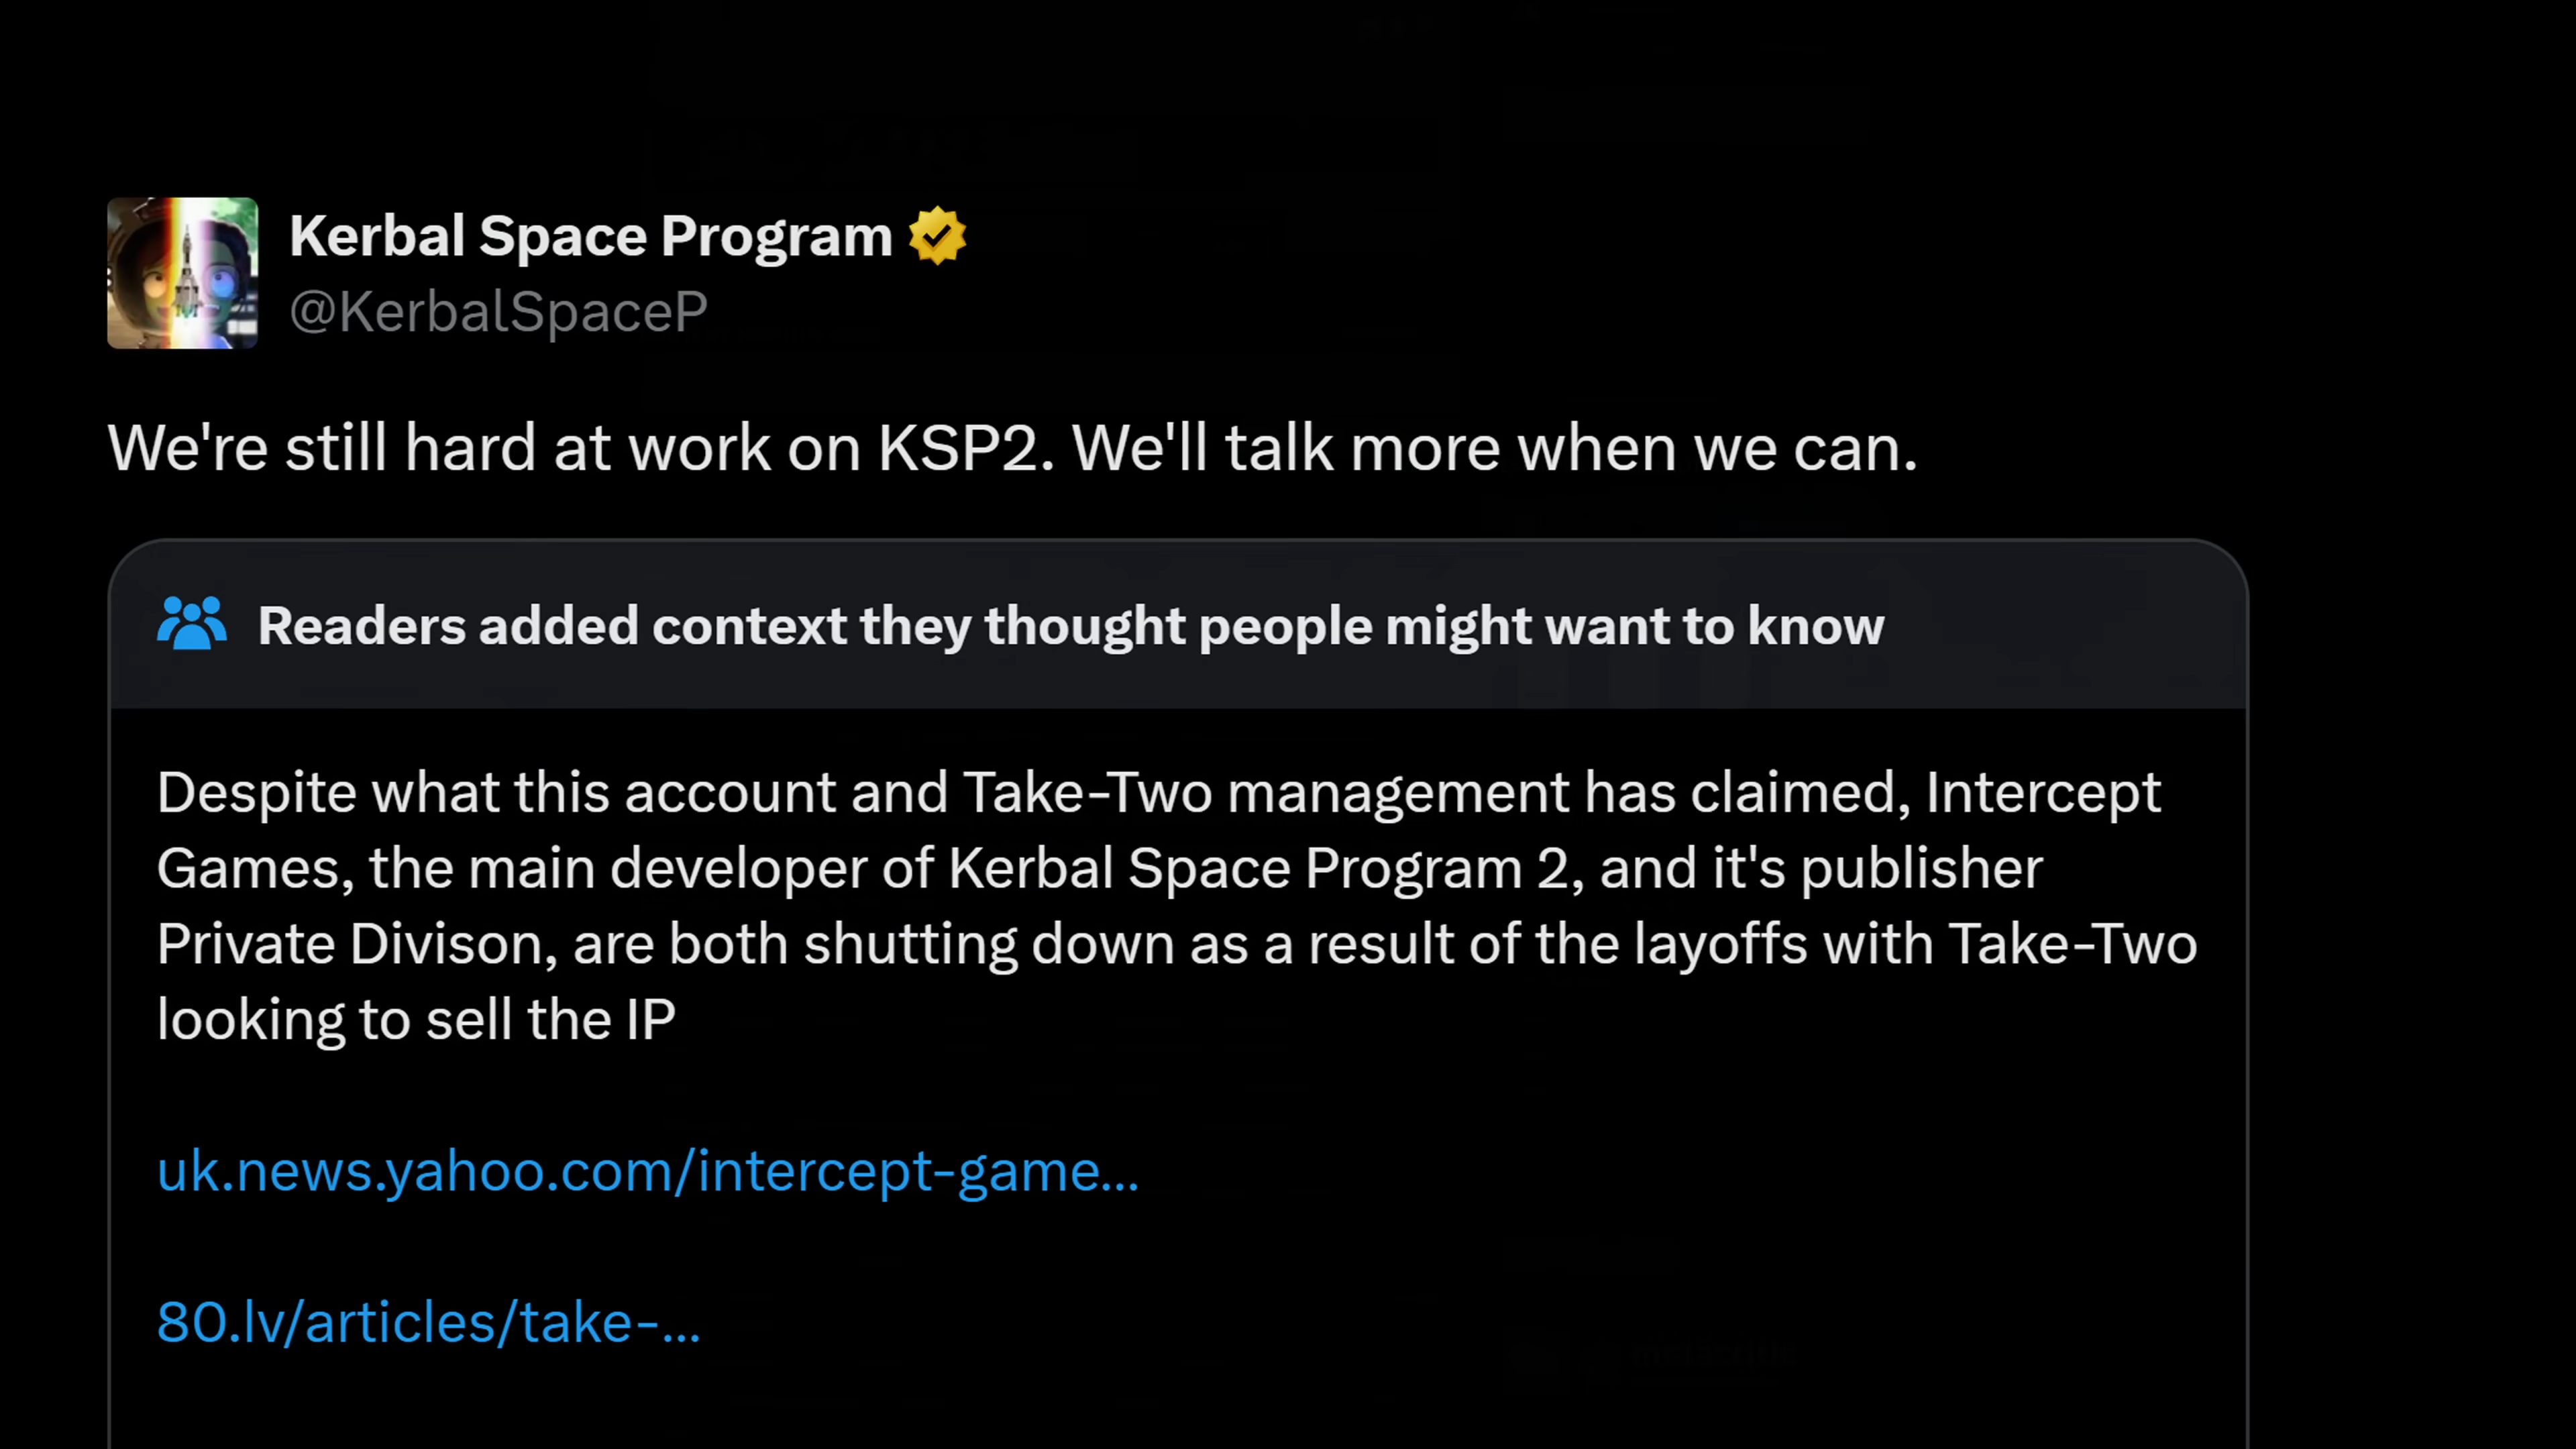 Kerbal Space Program
@KerbalSpaceP
We're still hard at work on KSP2. We'll talk more when we can.
Readers added context they thought people might want to know
Despite what this account and Take-Two management has claimed, Intercept
Games, the main developer of Kerbal Space Program 2, and it's publisher
Private Divison, are both shutting down as a result of the layoffs with Take-Two
looking to sell the IP
uk.news.yahoo.com/intercept-game...
80.lv/articles/take-...